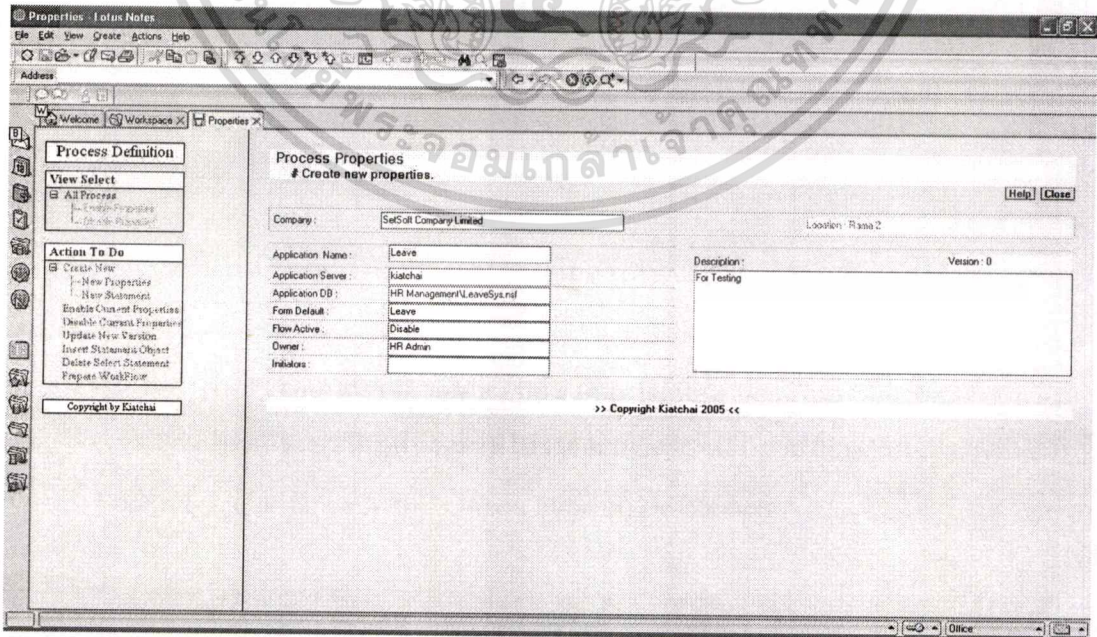 Properties - Lotus Notes
File Edit View Create Actions Help
Address
Welcome
Workspace
Properties
Process Definition
View Select
All Process
Enable Properties
Action To Do
Create New
New Properties
New Statement
Enable Current Properties
Disable Current Properties
Update New Version
Insert Statement Object
Delete Select Statement
Prepare WorkFlow
Copyright by Kiatchai
Process Properties
# Create new properties.
Help Close
Company : SetSoft Company Limited
Location : Rama 2
Application Name : Leave
Application Server : kiatchai
Application DB : HR Management\LeaveSys.nsf
Form Default : Leave
Flow Active : Disable
Owner : HR Admin
Initiators :
Description : Version : 0
For Testing
>> Copyright Kiatchai 2005 <<
Office